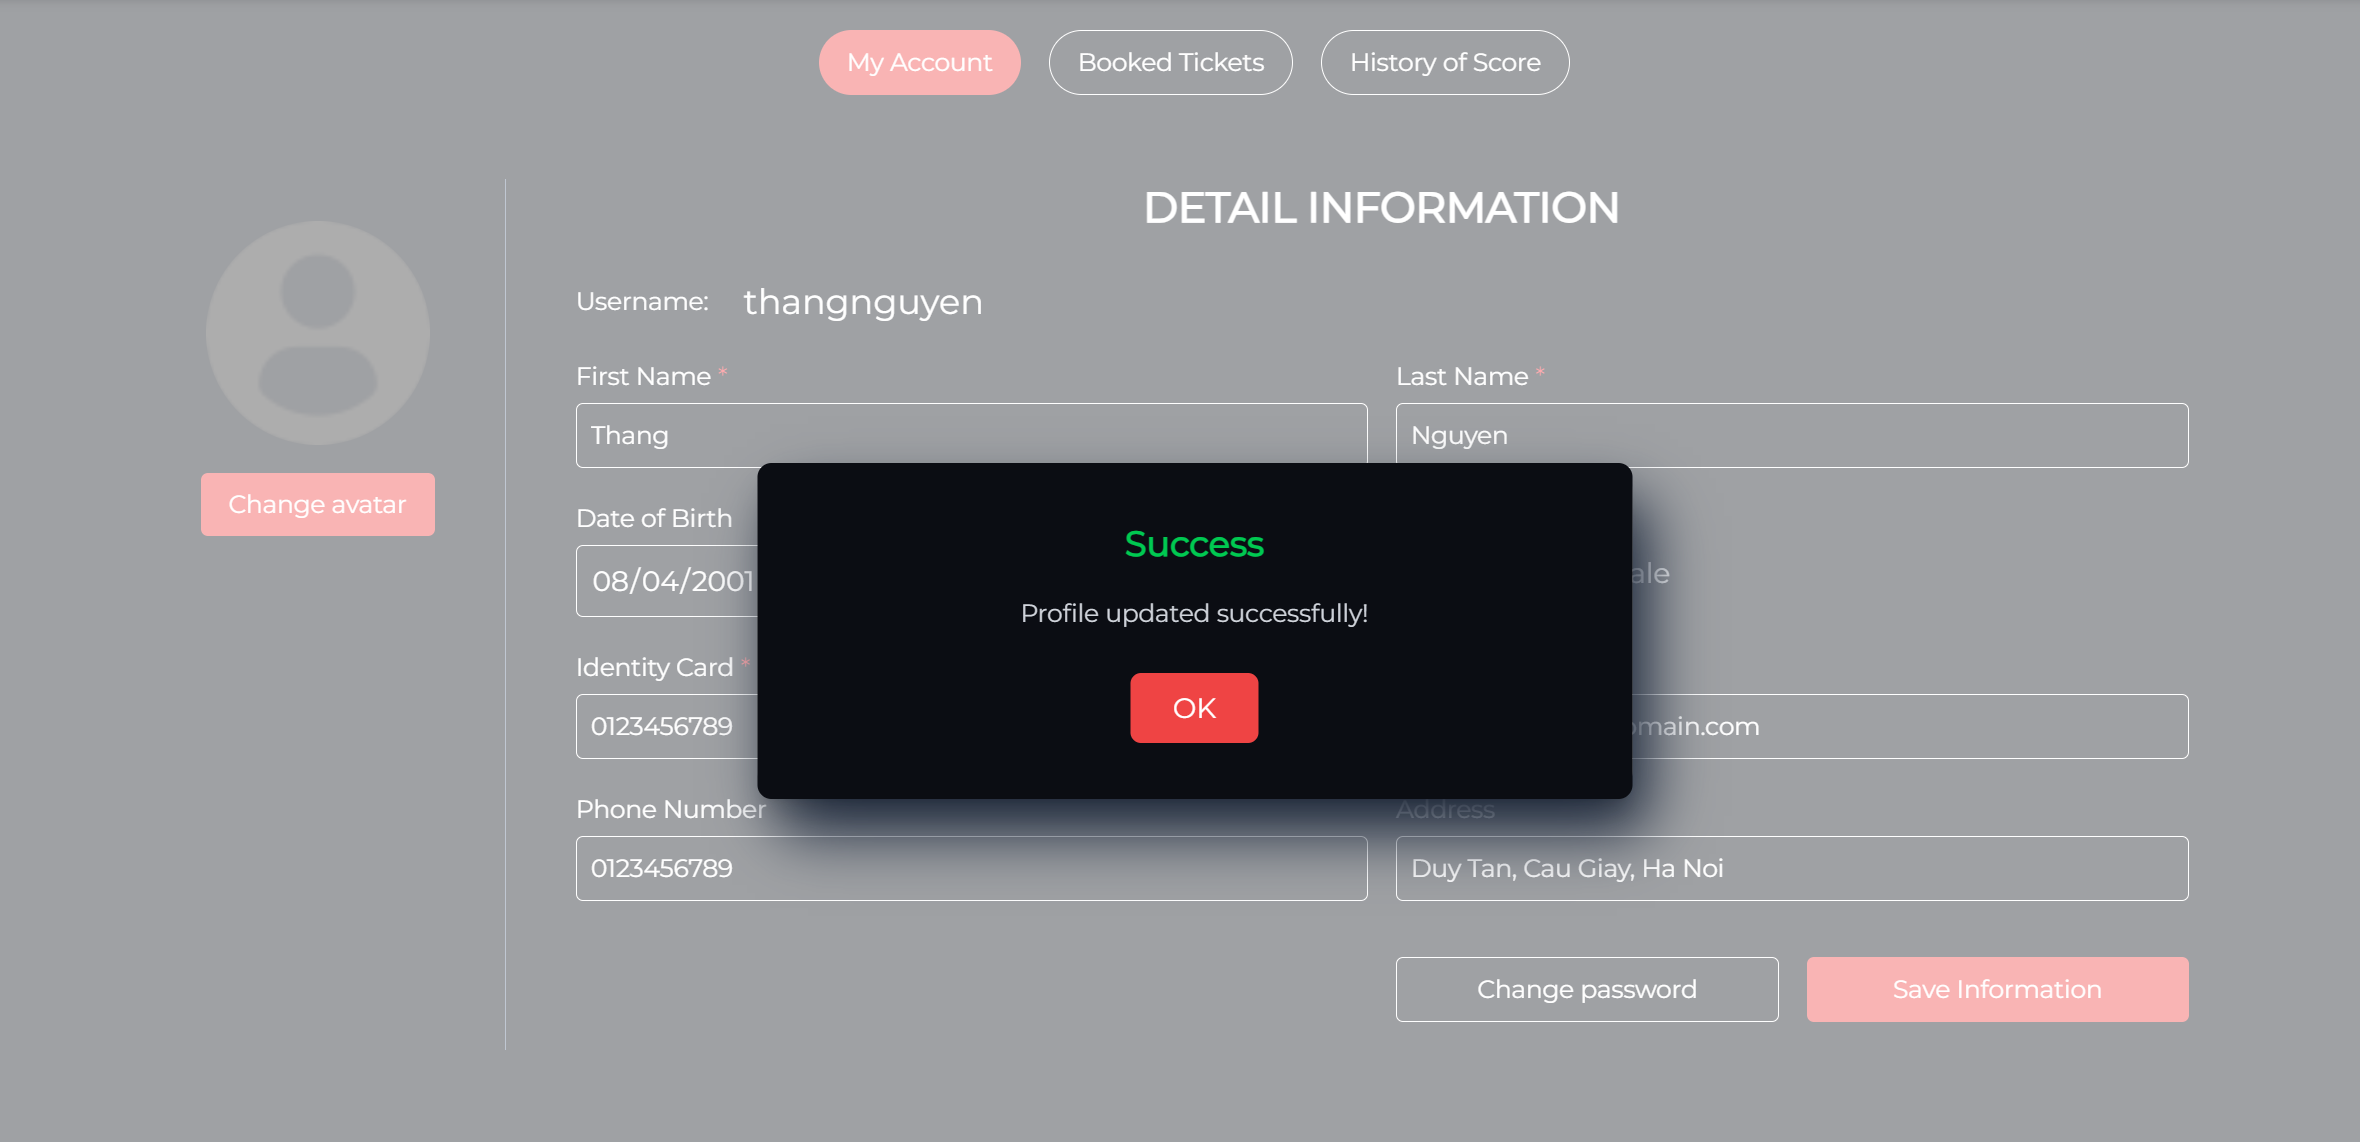 My Account Booked Tickets History of Score
DETAIL INFORMATION
Username: thangnguyen
First Name * Last Name *
Thang Nguyen
Date of Birth
Success
08/04/2001
Profile updated successfully!
Identity Card *
OK
0123456789
Phone Number Address
0123456789 Duy Tan, Cau Giay, Ha Noi
Change avatar
Change password Save Information